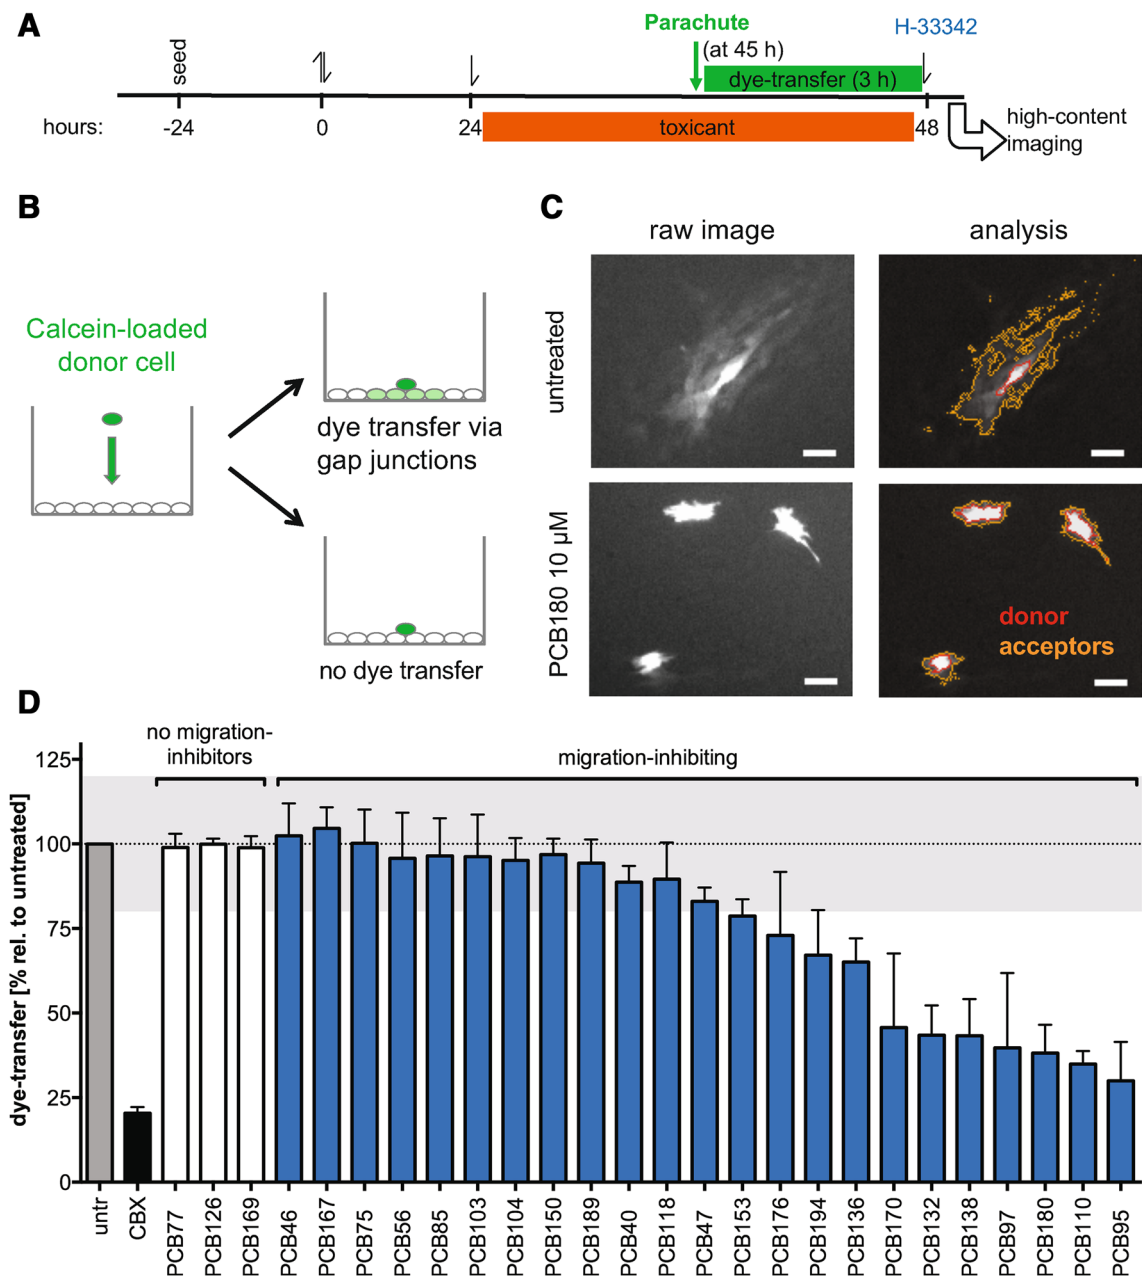 A
Parachute
(at 45 h)
H-33342
seed
dye-transfer (3 h)
hours:
-24
0
24
toxicant
48
high-content
imaging
B
Calcein-loaded
donor cell
dye transfer via
gap junctions
no dye transfer
C
raw image
analysis
untreated
PCB180 10 µM
donor
acceptors
D
no migration-
inhibitors
migration-inhibiting
dye-transfer [% rel. to untreated]
125
100
75
50
25
0
untr
CBX
PCB77
PCB126
PCB169
PCB46
PCB167
PCB75
PCB56
PCB85
PCB103
PCB104
PCB150
PCB189
PCB40
PCB118
PCB47
PCB153
PCB176
PCB194
PCB136
PCB170
PCB132
PCB138
PCB97
PCB180
PCB110
PCB95